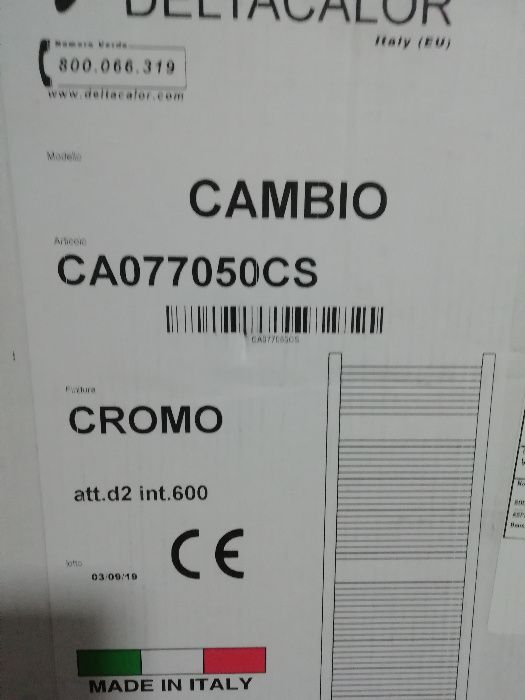 DELTACALOR
Italy (EU)
Numero Verde
800.066.319
www.deltacalor.com
Modello
CAMBIO
Articolo
CA077050CS
CA077050CS
Finitura
CROMO
att.d2 int.600
CE
lotto
03/09/19
MADE IN ITALY